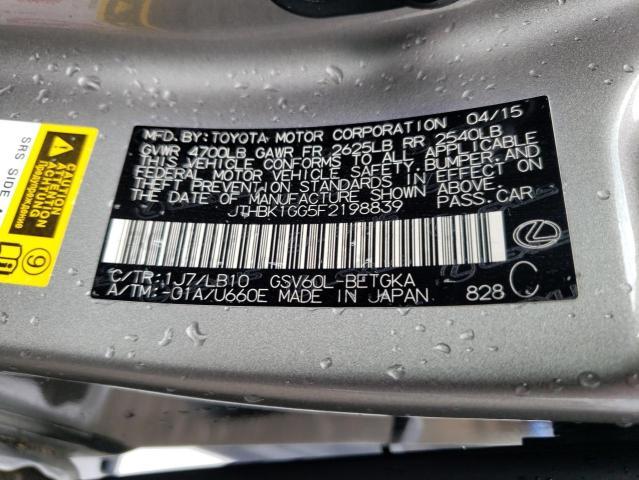 MFD. BY: TOYOTA MOTOR CORPORATION 04/15
GVWR 4700LB GAWR FR 2625LB RR 2540LB
THIS VEHICLE CONFORMS TO ALL APPLICABLE
FEDERAL MOTOR VEHICLE SAFETY, BUMPER, AND
THEFT PREVENTION STANDARDS IN EFFECT ON
THE DATE OF MANUFACTURE SHOWN ABOVE.
JTHBK1GG5F2198839 PASS. CAR
C/TR: 1J7/LB10 GSV60L-BETGKA
A/TM: -01A/U660E MADE IN JAPAN 828 C
CAUTION
ATTENTION
Предупреждение
SRS SIDE
9